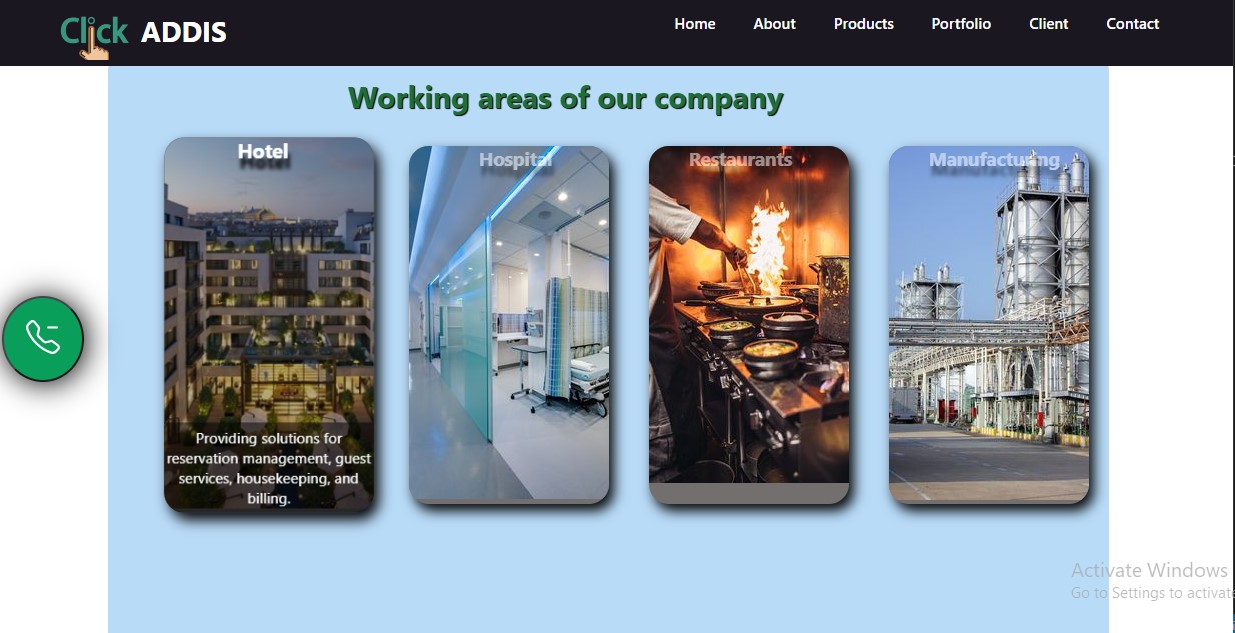 Click ADDIS
Home About Products Portfolio Client Contact
Working areas of our company
Hotel
Providing solutions for
reservation management, guest
services, housekeeping, and
billing.
Hospital
Restaurants
Manufacturing
Activate Windows
Go to Settings to activate